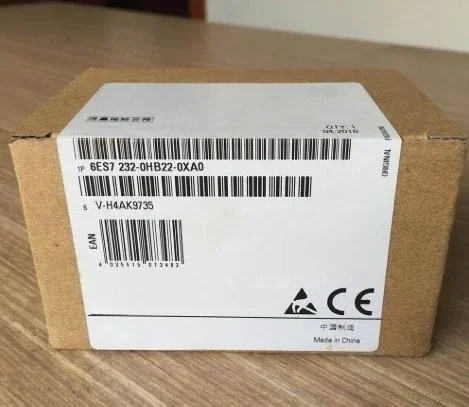 QTY: 1
04.2016
ORIGINAL
1P 6ES7 232-0HB22-0XA0
S V-H4AK9735
EAN
4 025515 073482
CE
中国制造
Made in China